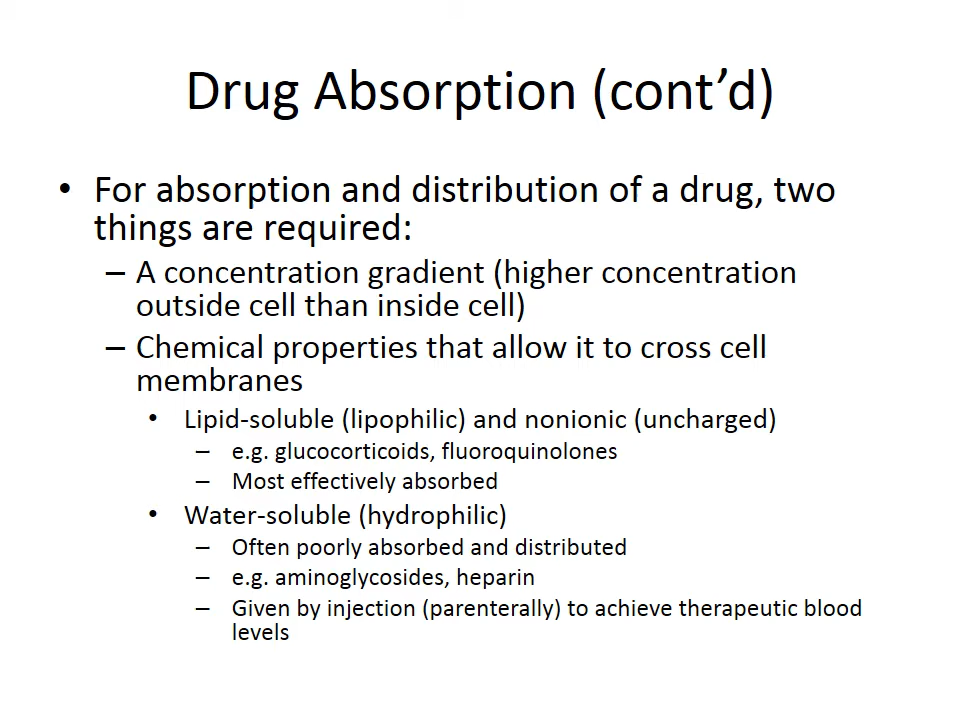 Drug Absorption (cont’d)
• For absorption and distribution of a drug, two
things are required:
– A concentration gradient (higher concentration
outside cell than inside cell)
– Chemical properties that allow it to cross cell
membranes
• Lipid-soluble (lipophilic) and nonionic (uncharged)
– e.g. glucocorticoids, fluoroquinolones
– Most effectively absorbed
• Water-soluble (hydrophilic)
– Often poorly absorbed and distributed
– e.g. aminoglycosides, heparin
– Given by injection (parenterally) to achieve therapeutic blood
levels